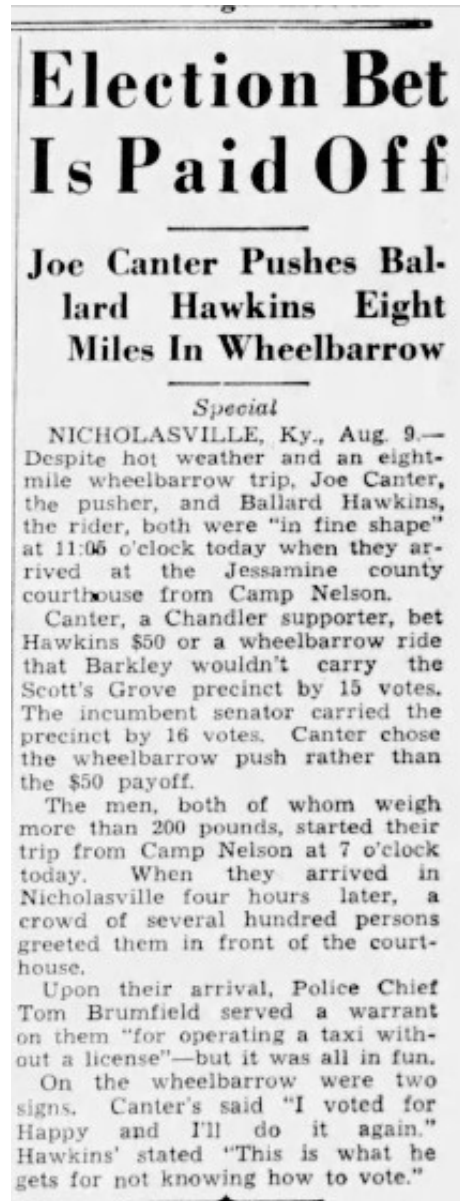 Election Bet
Is Paid Off
Joe Canter Pushes Bal-
lard Hawkins Eight
Miles In Wheelbarrow
Special
NICHOLASVILLE, Ky., Aug. 9.—
Despite hot weather and an eight-
mile wheelbarrow trip, Joe Canter,
the pusher, and Ballard Hawkins,
the rider, both were "in fine shape"
at 11:05 o'clock today when they ar-
rived at the Jessamine county
courthouse from Camp Nelson.
Canter, a Chandler supporter, bet
Hawkins $50 or a wheelbarrow ride
that Barkley wouldn't carry the
Scott's Grove precinct by 15 votes.
The incumbent senator carried the
precinct by 16 votes. Canter chose
the wheelbarrow push rather than
the $50 payoff.
The men, both of whom weigh
more than 200 pounds, started their
trip from Camp Nelson at 7 o'clock
today. When they arrived in
Nicholasville four hours later, a
crowd of several hundred persons
greeted them in front of the court-
house.
Upon their arrival, Police Chief
Tom Brumfield served a warrant
on them "for operating a taxi with-
out a license"—but it was all in fun.
On the wheelbarrow were two
signs. Canter's said "I voted for
Happy and I'll do it again."
Hawkins' stated "This is what he
gets for not knowing how to vote."